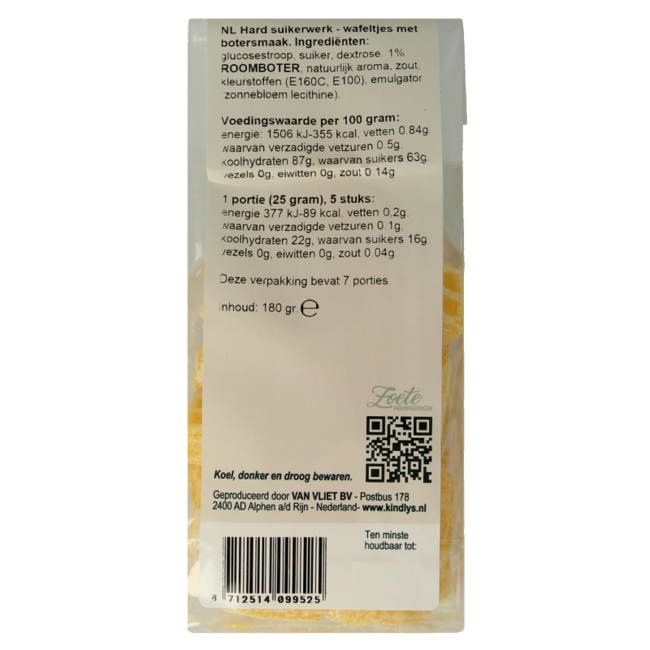 NL Hard suikerwerk - wafeltjes met
botersmaak. Ingrediënten:
glucosestroop, suiker, dextrose, 1%
ROOMBOTER, natuurlijk aroma, zout,
kleurstoffen (E160C, E100), emulgator
(zonnebloem lecithine).
Voedingswaarde per 100 gram:
energie: 1506 kJ-355 kcal, vetten 0.84g,
waarvan verzadigde vetzuren 0.5g,
koolhydraten 87g, waarvan suikers 63g,
vezels 0g, eiwitten 0g, zout 0.14g
1 portie (25 gram), 5 stuks:
energie 377 kJ-89 kcal, vetten 0,2g,
waarvan verzadigde vetzuren 0.1g,
koolhydraten 22g, waarvan suikers 16g
vezels 0g, eiwitten 0g, zout 0.04g
Deze verpakking bevat 7 porties.
Inhoud: 180 gr. ℮
Zoete
Koel, donker en droog bewaren.
Geproduceerd door VAN VLIET BV - Postbus 178
2400 AD Alphen a/d Rijn - Nederland- www.kindlys.nl
Ten minste
houdbaar tot:
8 712514 099525